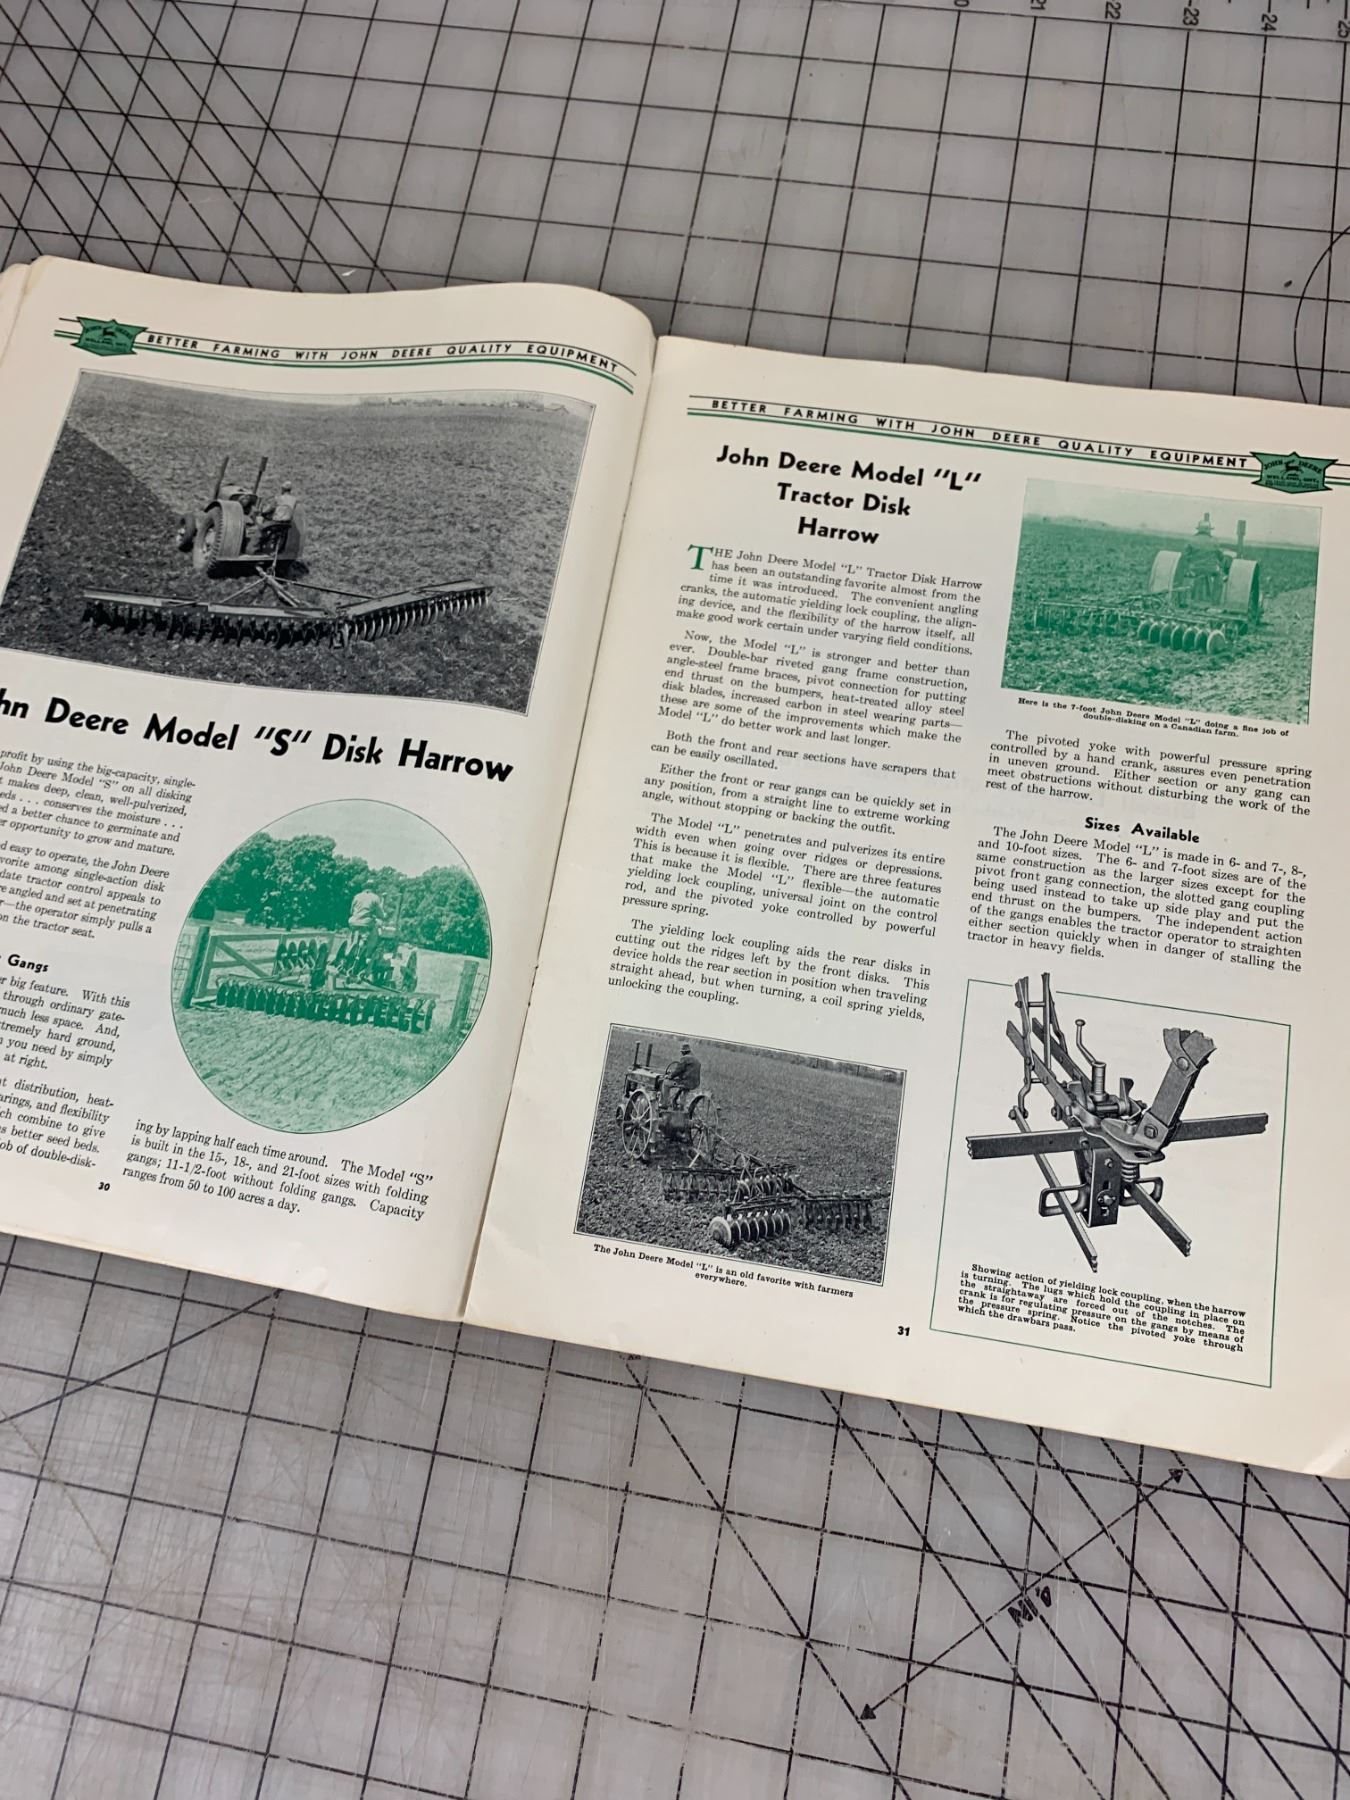 20
21
22
23
24
25
JOHN DEERE
WELLAND, ONT.
BETTER FARMING WITH JOHN DEERE QUALITY EQUIPMENT
hn Deere Model "S" Disk Harrow
profit by using the big-capacity, single-
John Deere Model "S" on all disking
t makes deep, clean, well-pulverized,
eds . . . conserves the moisture . . .
d a better chance to germinate and
er opportunity to grow and mature.
d easy to operate, the John Deere
vorite among single-action disk
date tractor control appeals to
re angled and set at penetrating
r—the operator simply pulls a
on the tractor seat.
Gangs
er big feature. With this
through ordinary gate-
much less space. And,
tremely hard ground,
n you need by simply
at right.
t distribution, heat-
arings, and flexibility
ch combine to give
s better seed beds.
ob of double-disk-
ing by lapping half each time around. The Model "S"
is built in the 15-, 18-, and 21-foot sizes with folding
gangs; 11-1/2-foot without folding gangs. Capacity
ranges from 50 to 100 acres a day.
30
BETTER FARMING WITH JOHN DEERE QUALITY EQUIPMENT
JOHN DEERE
WELLAND, ONT.
John Deere Model "L"
Tractor Disk
Harrow
THE John Deere Model "L" Tractor Disk Harrow
has been an outstanding favorite almost from the
time it was introduced. The convenient angling
cranks, the automatic yielding lock coupling, the align-
ing device, and the flexibility of the harrow itself, all
make good work certain under varying field conditions.
Now, the Model "L" is stronger and better than
ever. Double-bar riveted gang frame construction,
angle-steel frame braces, pivot connection for putting
end thrust on the bumpers, heat-treated alloy steel
disk blades, increased carbon in steel wearing parts—
these are some of the improvements which make the
Model "L" do better work and last longer.
Both the front and rear sections have scrapers that
can be easily oscillated.
Either the front or rear gangs can be quickly set in
any position, from a straight line to extreme working
angle, without stopping or backing the outfit.
The Model "L" penetrates and pulverizes its entire
width even when going over ridges or depressions.
This is because it is flexible. There are three features
that make the Model "L" flexible—the automatic
yielding lock coupling, universal joint on the control
rod, and the pivoted yoke controlled by powerful
pressure spring.
The yielding lock coupling aids the rear disks in
cutting out the ridges left by the front disks. This
device holds the rear section in position when traveling
straight ahead, but when turning, a coil spring yields,
unlocking the coupling.
The John Deere Model "L" is an old favorite with farmers
everywhere.
Here is the 7-foot John Deere Model "L" doing a fine job of
double-disking on a Canadian farm.
The pivoted yoke with powerful pressure spring
controlled by a hand crank, assures even penetration
in uneven ground. Either section or any gang can
meet obstructions without disturbing the work of the
rest of the harrow.
Sizes Available
The John Deere Model "L" is made in 6- and 7-, 8-,
and 10-foot sizes. The 6- and 7-foot sizes are of the
same construction as the larger sizes except for the
pivot front gang connection, the slotted gang coupling
being used instead to take up side play and put the
end thrust on the bumpers. The independent action
of the gangs enables the tractor operator to straighten
either section quickly when in danger of stalling the
tractor in heavy fields.
Showing action of yielding lock coupling, when the harrow
is turning. The lugs which hold the coupling in place on
the straightaway are forced out of the notches. The
crank is for regulating pressure on the gangs by means of
the pressure spring. Notice the pivoted yoke through
which the drawbars pass.
31